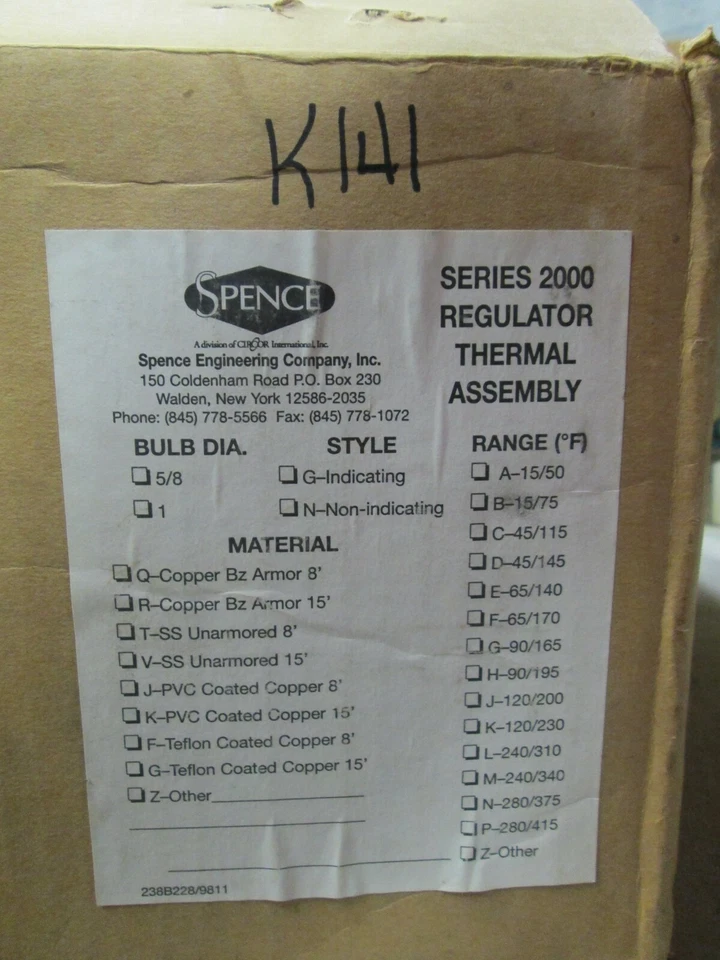 K141
SPENCE
A division of CIRCOR International, Inc.
Spence Engineering Company, Inc.
150 Coldenham Road P.O. Box 230
Walden, New York 12586-2035
Phone: (845) 778-5566 Fax: (845) 778-1072
SERIES 2000
REGULATOR
THERMAL
ASSEMBLY
BULB DIA.
❏ 5/8
❏ 1
STYLE
❏ G–Indicating
❏ N–Non-indicating
MATERIAL
❏ Q–Copper Bz Armor 8'
❏ R–Copper Bz Armor 15'
❏ T–SS Unarmored 8'
❏ V–SS Unarmored 15'
❏ J–PVC Coated Copper 8'
❏ K–PVC Coated Copper 15'
❏ F–Teflon Coated Copper 8'
❏ G–Teflon Coated Copper 15'
❏ Z–Other
RANGE (°F)
❏ A–15/50
❏ B–15/75
❏ C–45/115
❏ D–45/145
❏ E–65/140
❏ F–65/170
❏ G–90/165
❏ H–90/195
❏ J–120/200
❏ K–120/230
❏ L–240/310
❏ M–240/340
❏ N–280/375
❏ P–280/415
❏ Z–Other
238B228/9811